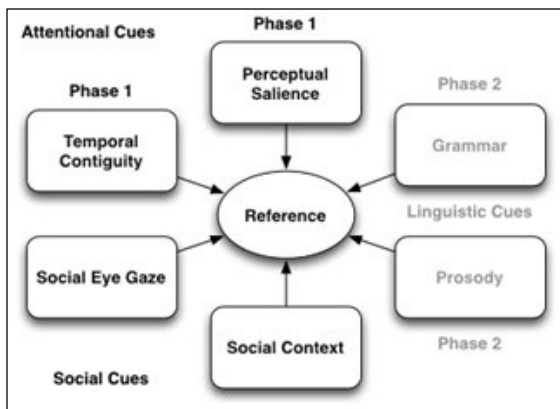 Attentional Cues
Phase 1
Perceptual
Salience
Phase 1
Temporal
Contiguity
Phase 2
Grammar
Reference
Linguistic Cues
Social Eye Gaze
Prosody
Social Context
Phase 2
Social Cues